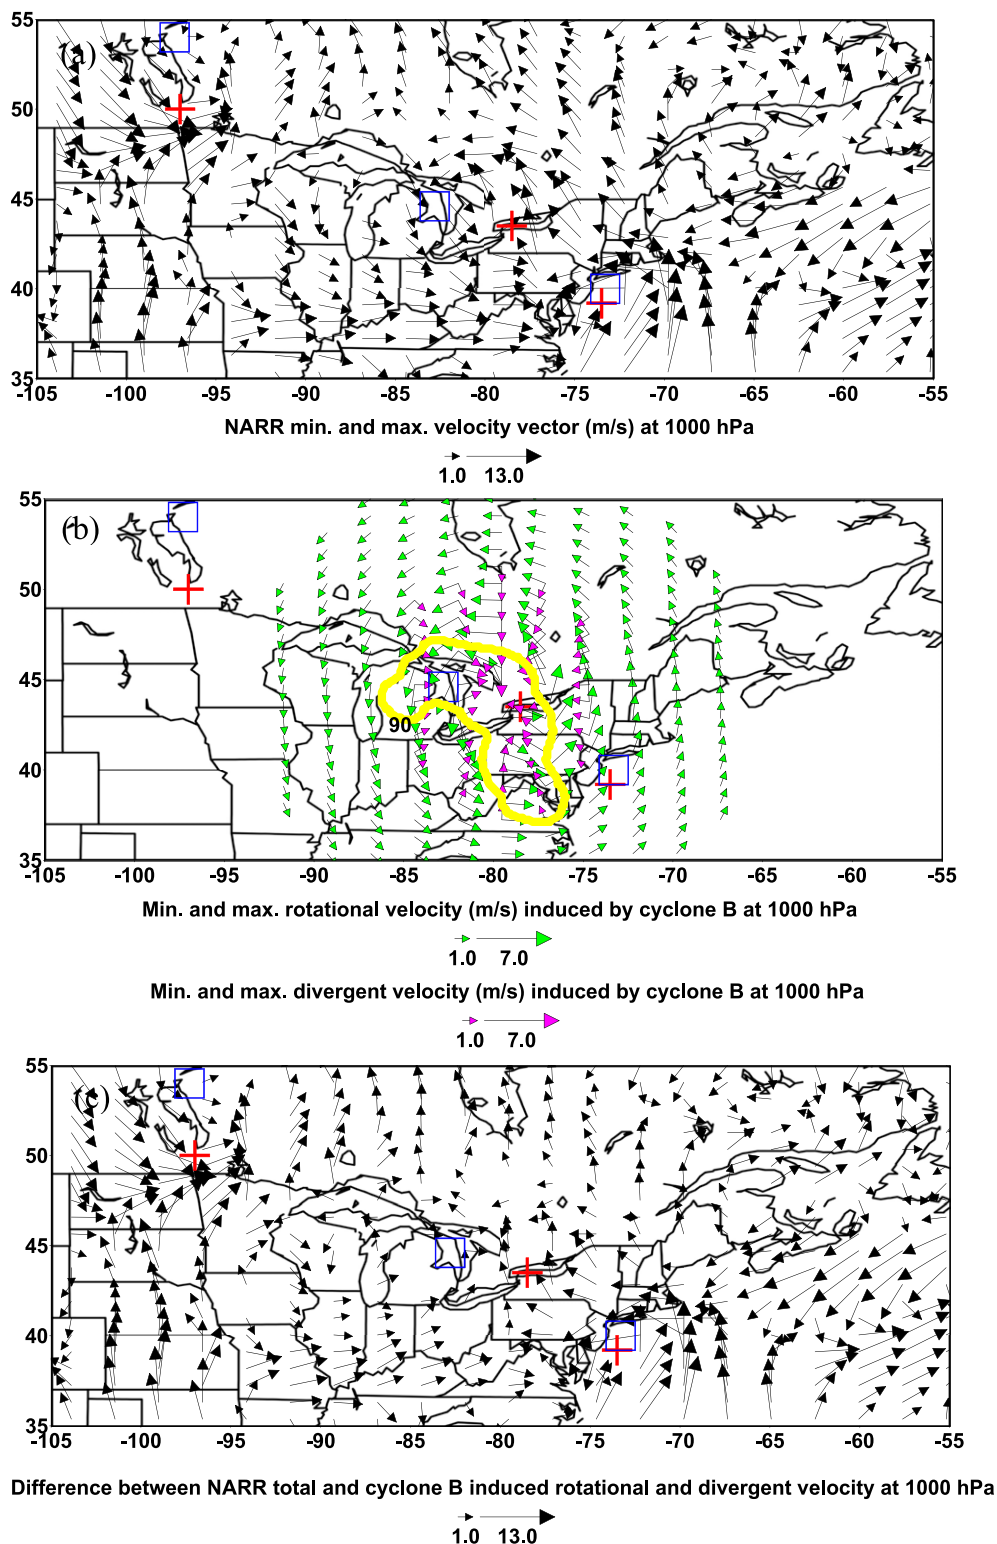 55
(a)
50
45
40
35
-105 -100 -95 -90 -85 -80 -75 -70 -65 -60 -55
NARR min. and max. velocity vector (m/s) at 1000 hPa
1.0 13.0
55
(b)
50
45
90
40
35
-105 -100 -95 -90 -85 -80 -75 -70 -65 -60 -55
Min. and max. rotational velocity (m/s) induced by cyclone B at 1000 hPa
1.0 7.0
Min. and max. divergent velocity (m/s) induced by cyclone B at 1000 hPa
1.0 7.0
55
(c)
50
45
40
35
-105 -100 -95 -90 -85 -80 -75 -70 -65 -60 -55
Difference between NARR total and cyclone B induced rotational and divergent velocity at 1000 hPa
1.0 13.0